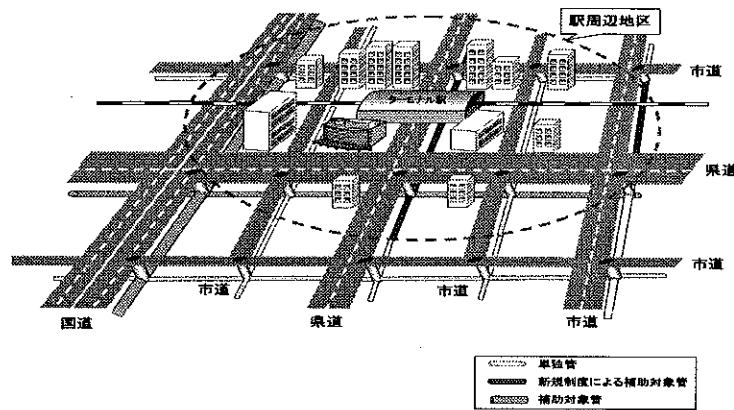 駅周辺地区
市道
ターミナル駅
県道
市道
市道
市道
国道
県道
市道
単独管
新規制度による補助対象管
補助対象管